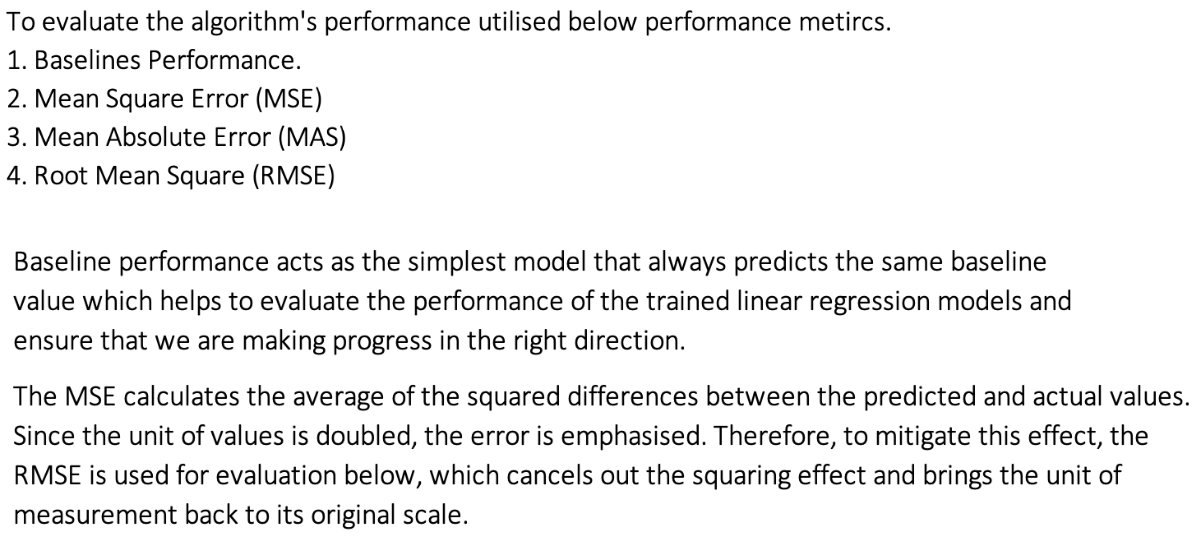 To evaluate the algorithm's performance utilised below performance metircs.
1. Baselines Performance.
2. Mean Square Error (MSE)
3. Mean Absolute Error (MAS)
4. Root Mean Square (RMSE)
Baseline performance acts as the simplest model that always predicts the same baseline
value which helps to evaluate the performance of the trained linear regression models and
ensure that we are making progress in the right direction.
The MSE calculates the average of the squared differences between the predicted and actual values.
Since the unit of values is doubled, the error is emphasised. Therefore, to mitigate this effect, the
RMSE is used for evaluation below, which cancels out the squaring effect and brings the unit of
measurement back to its original scale.